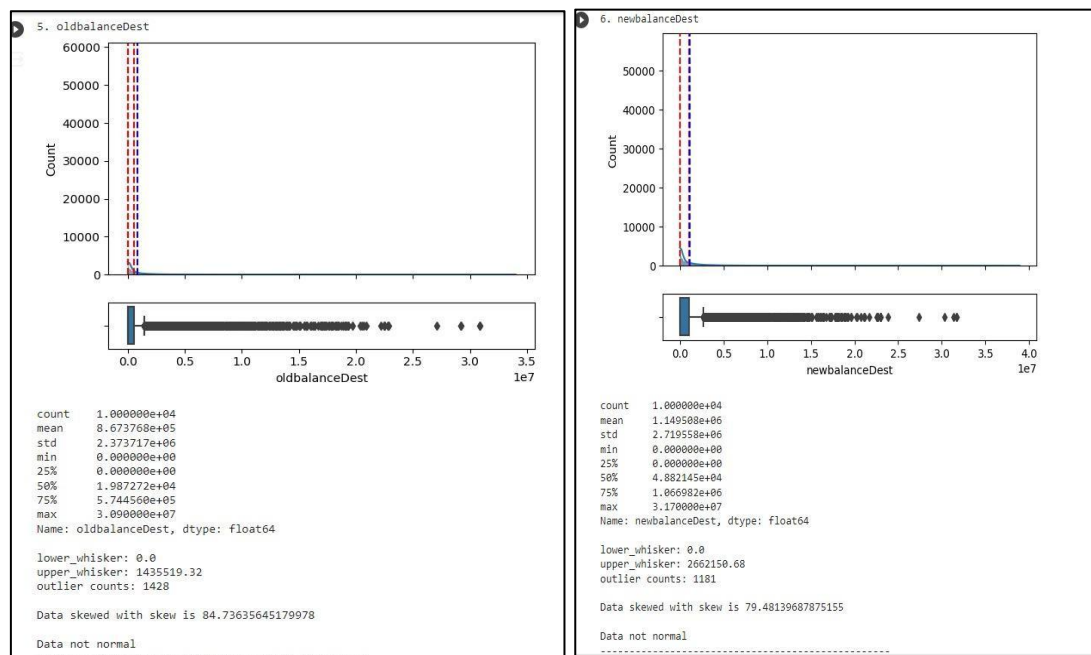 5. oldbalanceDest
60000
50000
40000
30000
20000
10000
0
Count
0.0 0.5 1.0 1.5 2.0 2.5 3.0 3.5
1e7
oldbalanceDest
count 1.000000e+04
mean 8.673768e+05
std 2.373717e+06
min 0.000000e+00
25% 0.000000e+00
50% 1.987272e+04
75% 5.744560e+05
max 3.090000e+07
Name: oldbalanceDest, dtype: float64
lower_whisker: 0.0
upper_whisker: 1435519.32
outlier counts: 1428
Data skewed with skew is 84.73635645179978
Data not normal
6. newbalanceDest
50000
40000
30000
20000
10000
0
Count
0.0 0.5 1.0 1.5 2.0 2.5 3.0 3.5 4.0
1e7
newbalanceDest
count 1.000000e+04
mean 1.149508e+06
std 2.719558e+06
min 0.000000e+00
25% 0.000000e+00
50% 4.882145e+04
75% 1.066982e+06
max 3.170000e+07
Name: newbalanceDest, dtype: float64
lower_whisker: 0.0
upper_whisker: 2662150.68
outlier counts: 1181
Data skewed with skew is 79.48139687875155
Data not normal
--------------------------------------------------